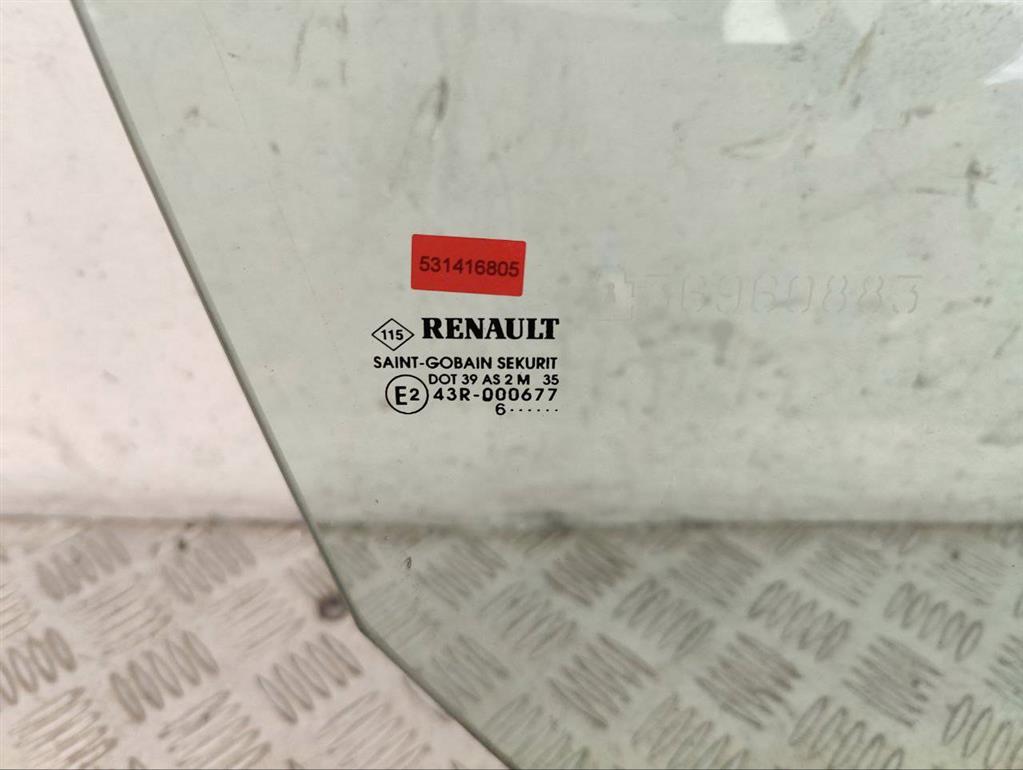 531416805
115 RENAULT
SAINT-GOBAIN SEKURIT
DOT 39 AS 2 M 35
E2 43R-000677
6······